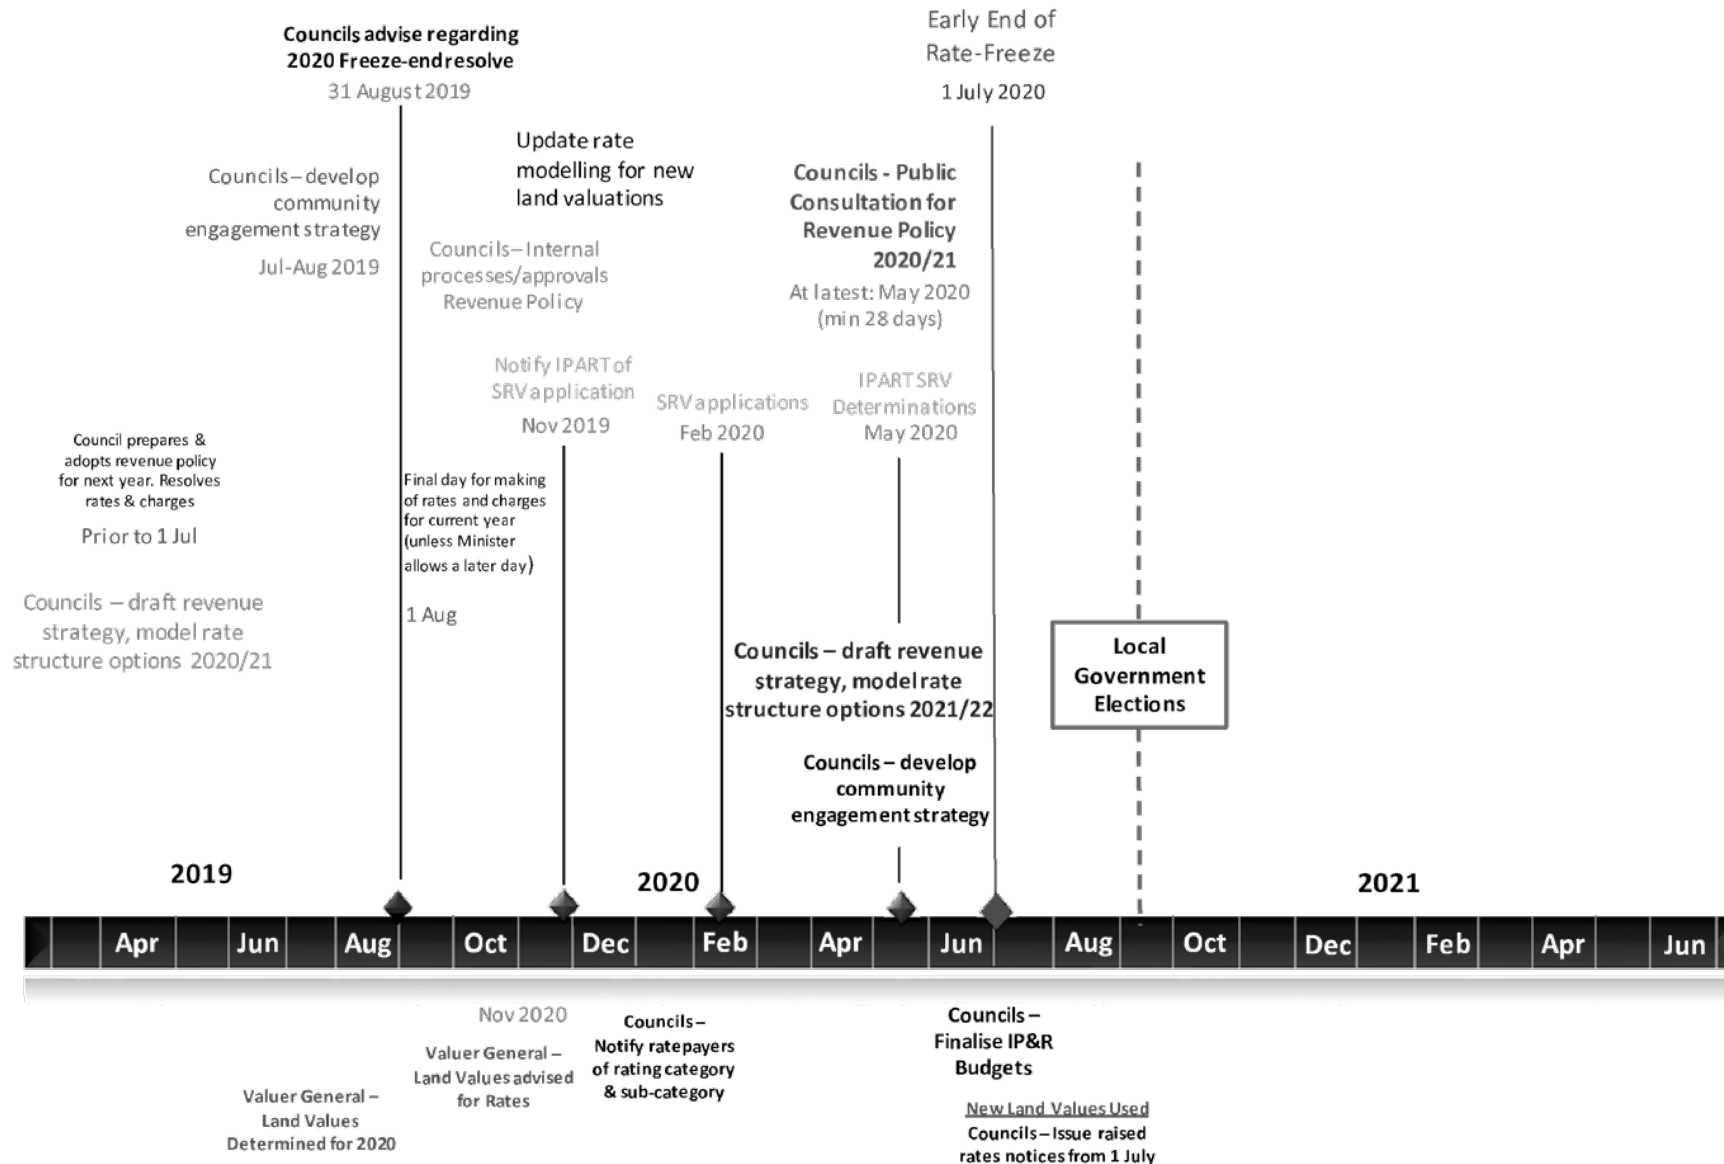 Councils advise regarding
2020 Freeze-end resolve
31 August 2019
Early End of
Rate-Freeze
1 July 2020
Councils – develop
community
engagement strategy
Jul-Aug 2019
Update rate
modelling for new
land valuations
Councils – Internal
processes/approvals
Revenue Policy
Councils - Public
Consultation for
Revenue Policy
2020/21
At latest: May 2020
(min 28 days)
Notify IPART of
SRV application
Nov 2019
SRV applications
Feb 2020
IPART SRV
Determinations
May 2020
Council prepares &
adopts revenue policy
for next year. Resolves
rates & charges
Prior to 1 Jul
Final day for making
of rates and charges
for current year
(unless Minister
allows a later day)
1 Aug
Councils – draft revenue
strategy, model rate
structure options 2020/21
Councils – draft revenue
strategy, model rate
structure options 2021/22
Local
Government
Elections
Councils – develop
community
engagement strategy
2019
2020
2021
Apr Jun Aug Oct Dec Feb Apr Jun Aug Oct Dec Feb Apr Jun
Valuer General –
Land Values
Determined for 2020
Nov 2020
Valuer General –
Land Values advised
for Rates
Councils –
Notify ratepayers
of rating category
& sub-category
Councils –
Finalise IP&R
Budgets
New Land Values Used
Councils – Issue raised
rates notices from 1 July